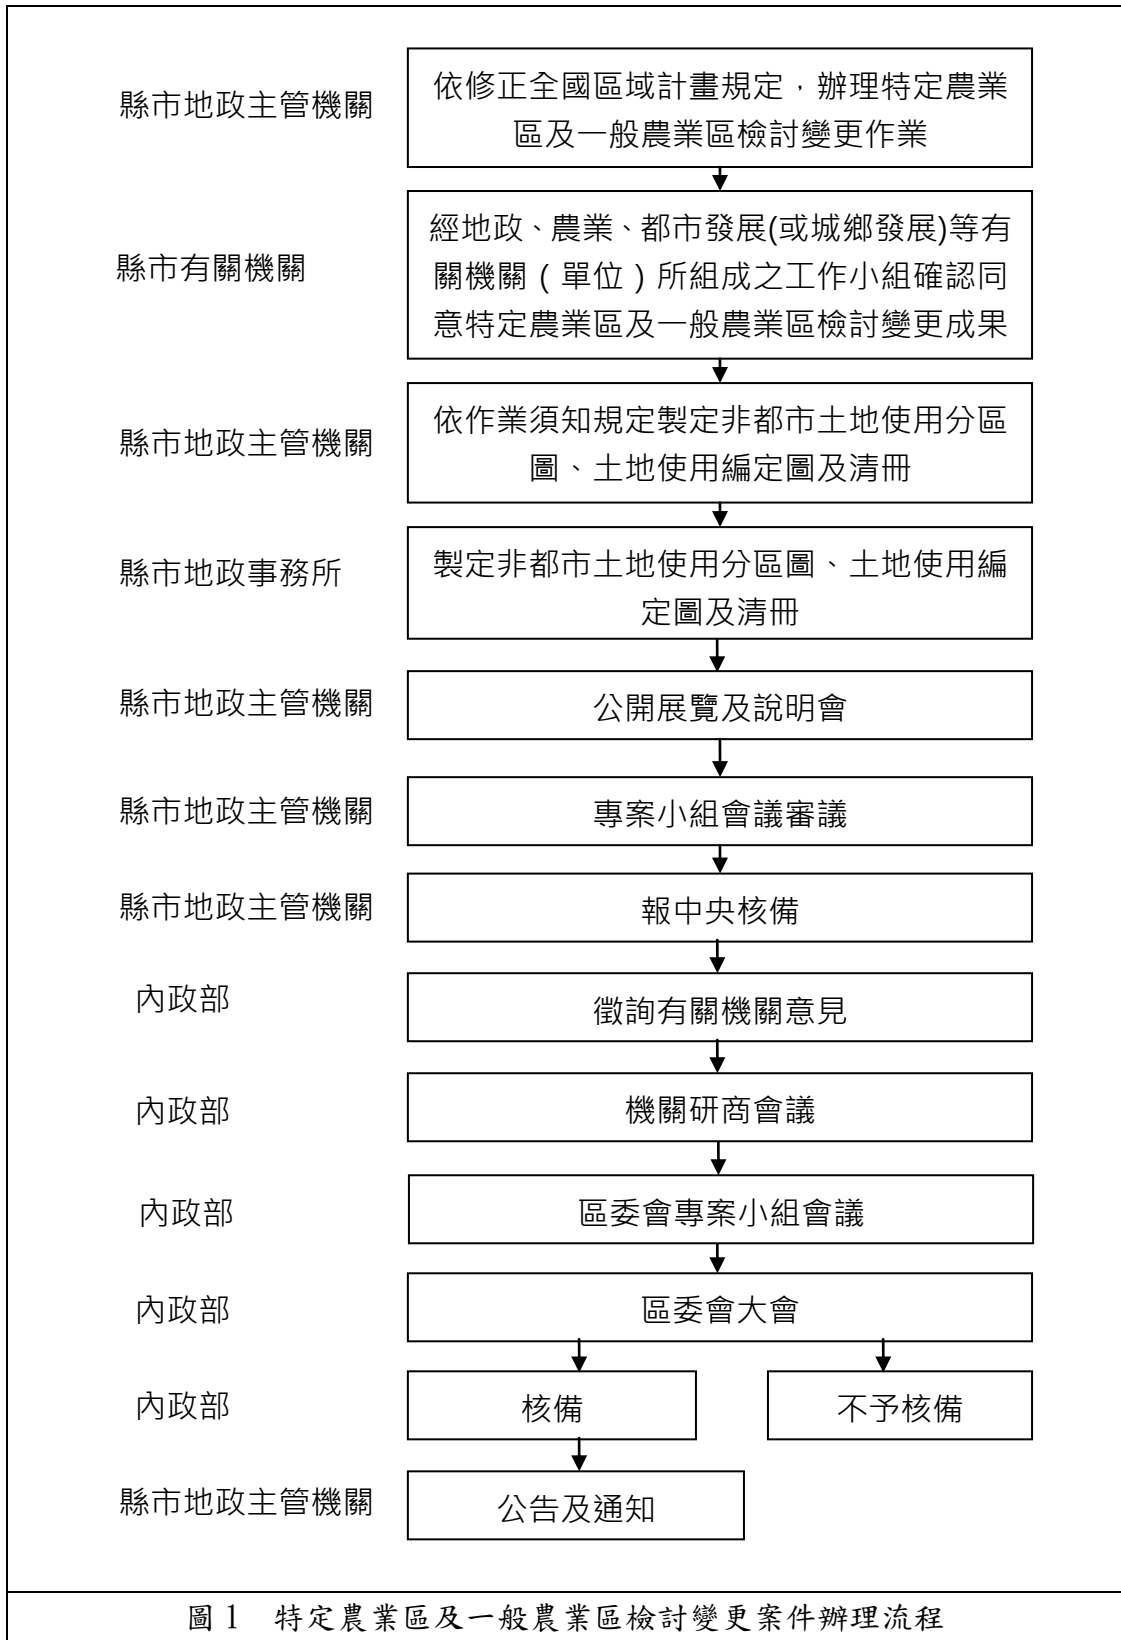 縣市地政主管機關
依修正全國區域計畫規定，辦理特定農業
區及一般農業區檢討變更作業
縣市有關機關
經地政、農業、都市發展(或城鄉發展)等有
關機關（單位）所組成之工作小組確認同
意特定農業區及一般農業區檢討變更成果
縣市地政主管機關
依作業須知規定製定非都市土地使用分區
圖、土地使用編定圖及清冊
縣市地政事務所
製定非都市土地使用分區圖、土地使用編
定圖及清冊
縣市地政主管機關
公開展覽及說明會
縣市地政主管機關
專案小組會議審議
縣市地政主管機關
報中央核備
內政部
徵詢有關機關意見
內政部
機關研商會議
內政部
區委會專案小組會議
內政部
區委會大會
內政部
核備
不予核備
縣市地政主管機關
公告及通知
圖 1　特定農業區及一般農業區檢討變更案件辦理流程